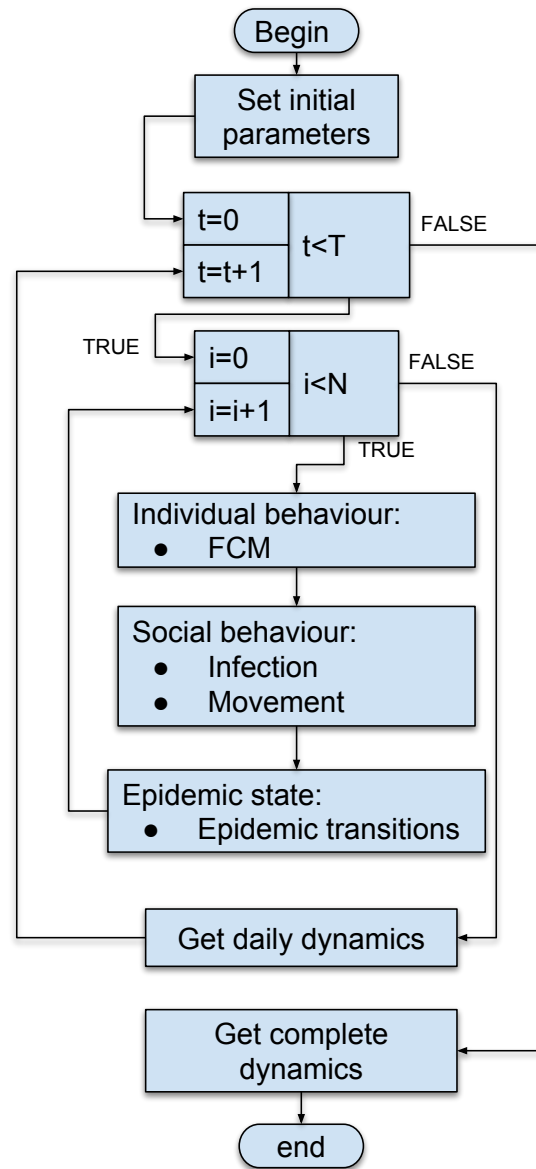 Begin
Set initial
parameters
t=0
t=t+1
t<T
FALSE
TRUE
i=0
i=i+1
i<N
FALSE
TRUE
Individual behaviour:
● FCM
Social behaviour:
● Infection
● Movement
Epidemic state:
● Epidemic transitions
Get daily dynamics
Get complete
dynamics
end